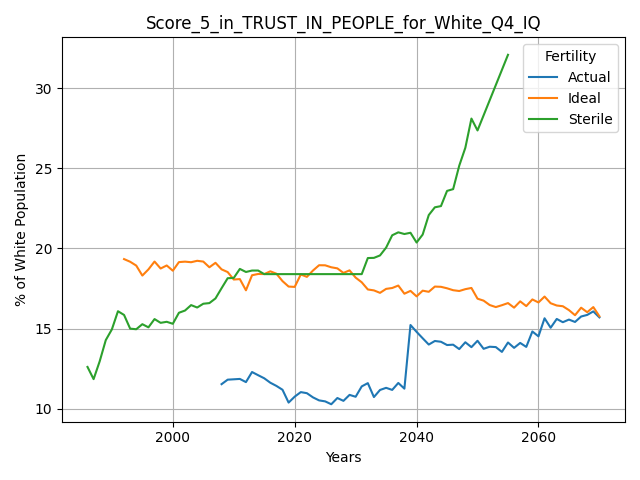 Score_5_in_TRUST_IN_PEOPLE_for_White_Q4_IQ
Fertility
Actual
Ideal
Sterile
% of White Population
30
25
20
15
10
2000
2020
2040
2060
Years